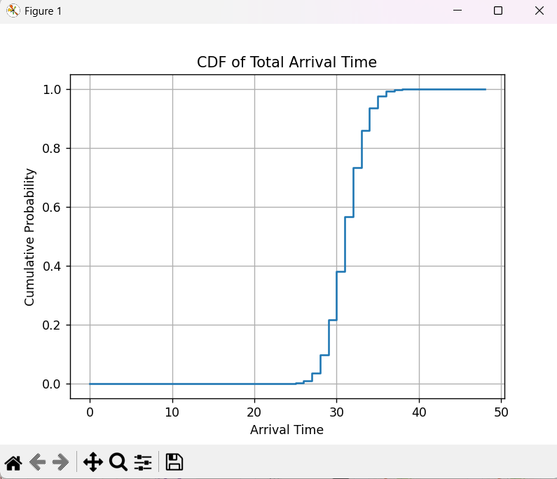 Figure 1
CDF of Total Arrival Time
1.0
0.8
0.6
0.4
0.2
0.0
Cumulative Probability
0 10 20 30 40 50
Arrival Time